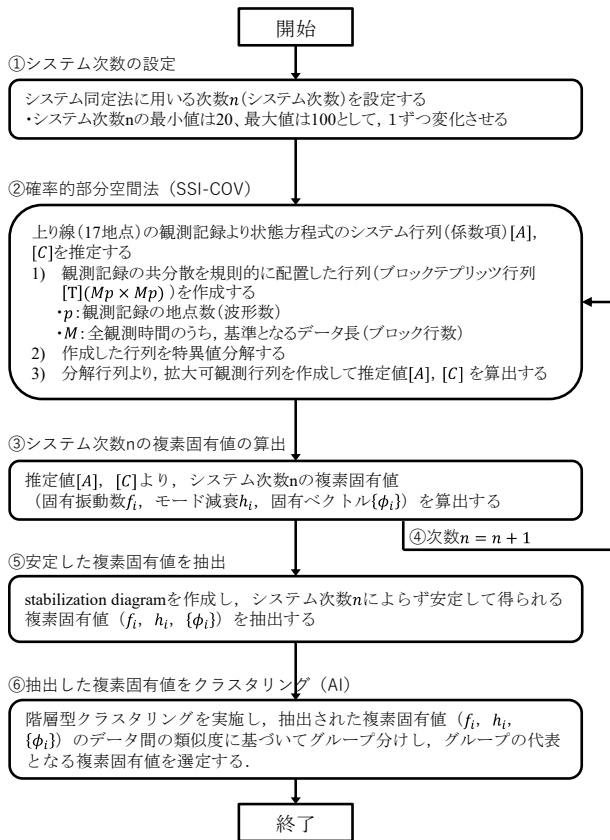 開始
①システム次数の設定
システム同定法に用いる次数n(システム次数)を設定する
・システム次数nの最小値は20、最大値は100として，1ずつ変化させる
②確率的部分空間法（SSI-COV）
上り線(17地点)の観測記録より状態方程式のシステム行列(係数項)[A]，
[C]を推定する
1) 観測記録の共分散を規則的に配置した行列(ブロックテプリッツ行列
[T](Mp × Mp) )を作成する
・p：観測記録の地点数(波形数)
・M：全観測時間のうち，基準となるデータ長(ブロック行数)
2) 作成した行列を特異値分解する
3) 分解行列より，拡大可観測行列を作成して推定値[A]，[C] を算出する
③システム次数nの複素固有値の算出
推定値[A]，[C]より，システム次数nの複素固有値
（固有振動数fᵢ，モード減衰hᵢ，固有ベクトル{ϕᵢ}）を算出する
④次数n = n + 1
⑤安定した複素固有値を抽出
stabilization diagramを作成し，システム次数nによらず安定して得られる
複素固有値（fᵢ，hᵢ，{ϕᵢ}）を抽出する
⑥抽出した複素固有値をクラスタリング（AI）
階層型クラスタリングを実施し，抽出された複素固有値（fᵢ，hᵢ，
{ϕᵢ}）のデータ間の類似度に基づいてグループ分けし，グループの代表
となる複素固有値を選定する．
終了